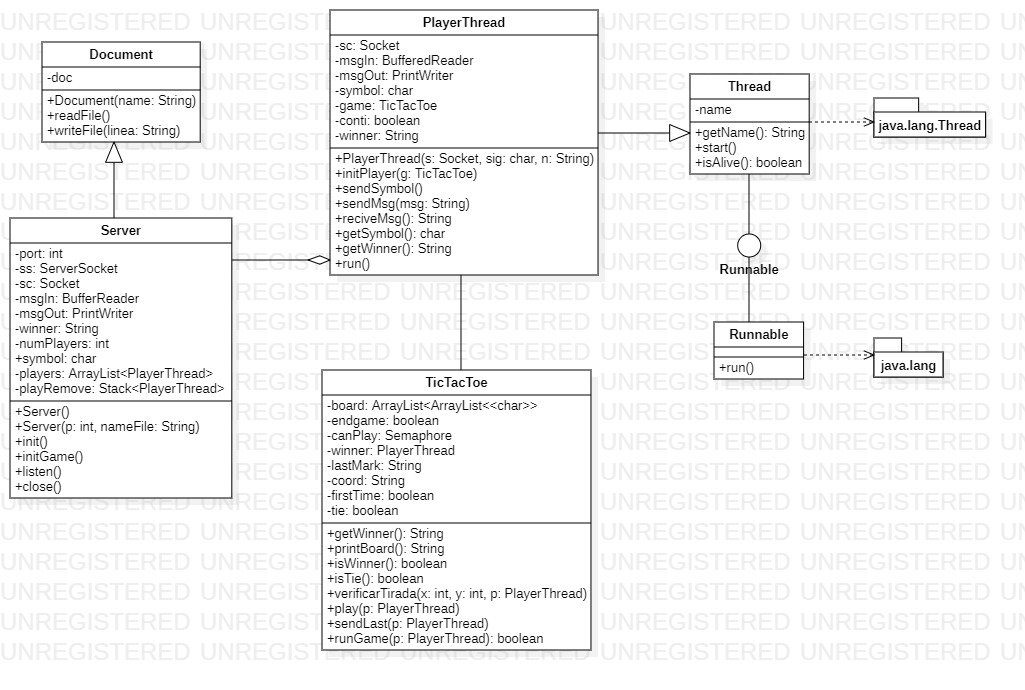 Document
-doc
+Document(name: String)
+readFile()
+writeFile(linea: String)
PlayerThread
-sc: Socket
-msgIn: BufferedReader
-msgOut: PrintWriter
-symbol: char
-game: TicTacToe
-conti: boolean
-winner: String
+PlayerThread(s: Socket, sig: char, n: String)
+initPlayer(g: TicTacToe)
+sendSymbol()
+sendMsg(msg: String)
+reciveMsg(): String
+getSymbol(): char
+getWinner(): String
+run()
Thread
-name
+getName(): String
+start()
+isAlive(): boolean
java.lang.Thread
Server
-port: int
-ss: ServerSocket
-sc: Socket
-msgIn: BufferReader
-msgOut: PrintWriter
-winner: String
-numPlayers: int
+symbol: char
-players: ArrayList<PlayerThread>
-playRemove: Stack<PlayerThread>
+Server()
+Server(p: int, nameFile: String)
+init()
+initGame()
+listen()
+close()
Runnable
Runnable
+run()
java.lang
TicTacToe
-board: ArrayList<ArrayList<<char>>
-endgame: boolean
-canPlay: Semaphore
-winner: PlayerThread
-lastMark: String
-coord: String
-firstTime: boolean
-tie: boolean
+getWinner(): String
+printBoard(): String
+isWinner(): boolean
+isTie(): boolean
+verificarTirada(x: int, y: int, p: PlayerThread)
+play(p: PlayerThread)
+sendLast(p: PlayerThread)
+runGame(p: PlayerThread): boolean
UNREGISTERED